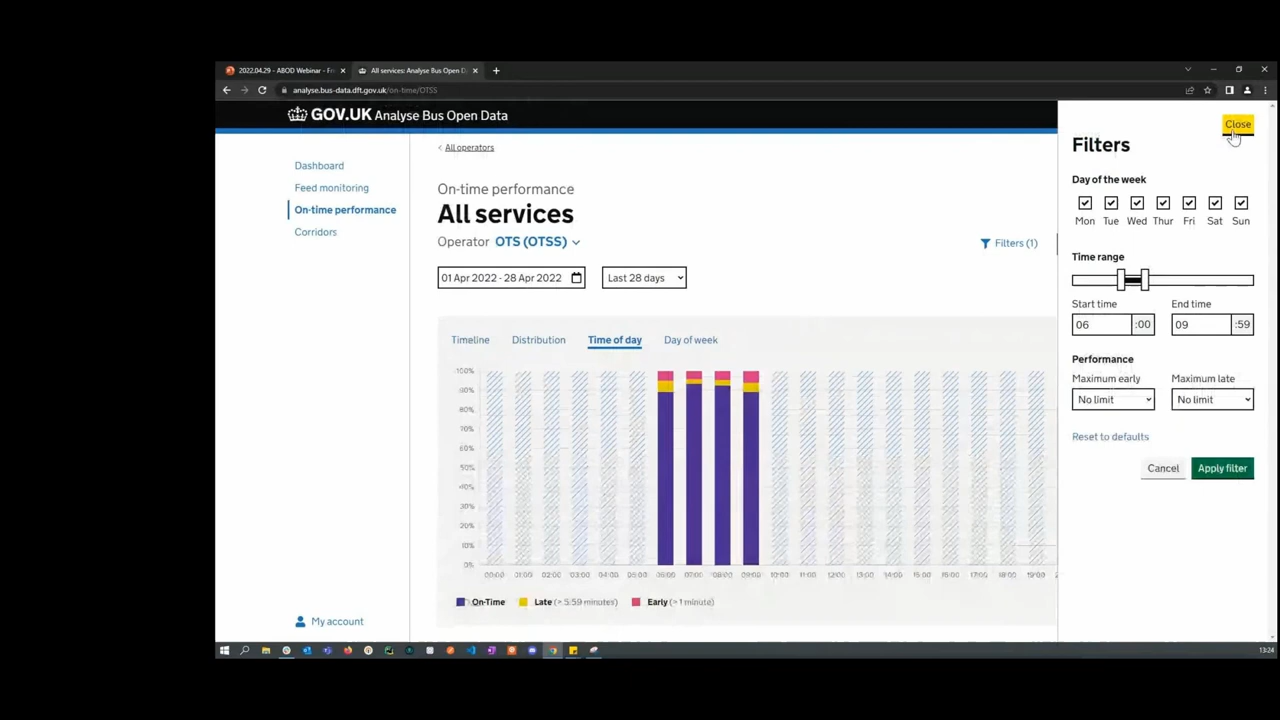 2022.04.29 - ABOD Webinar - Fr
All services: Analyse Bus Open D
analyse.bus-data.dft.gov.uk/on-time/OTSS
GOV.UK Analyse Bus Open Data
Dashboard
Feed monitoring
On-time performance
Corridors
My account
< All operators
On-time performance
All services
Operator OTS (OTSS)
Filters (1)
01 Apr 2022 - 28 Apr 2022
Last 28 days
Timeline Distribution Time of day Day of week
100%
90%
80%
70%
60%
50%
40%
30%
20%
10%
0%
00:00 01:00 02:00 03:00 04:00 05:00 06:00 07:00 08:00 09:00 10:00 11:00 12:00 13:00 14:00 15:00 16:00 17:00 18:00
On-Time Late (> 5:59 minutes) Early (> 1 minute)
Close
Filters
Day of the week
Mon Tue Wed Thur Fri Sat Sun
Time range
Start time End time
06 :00 09 :59
Performance
Maximum early Maximum late
No limit No limit
Reset to defaults
Cancel Apply filter
13:24